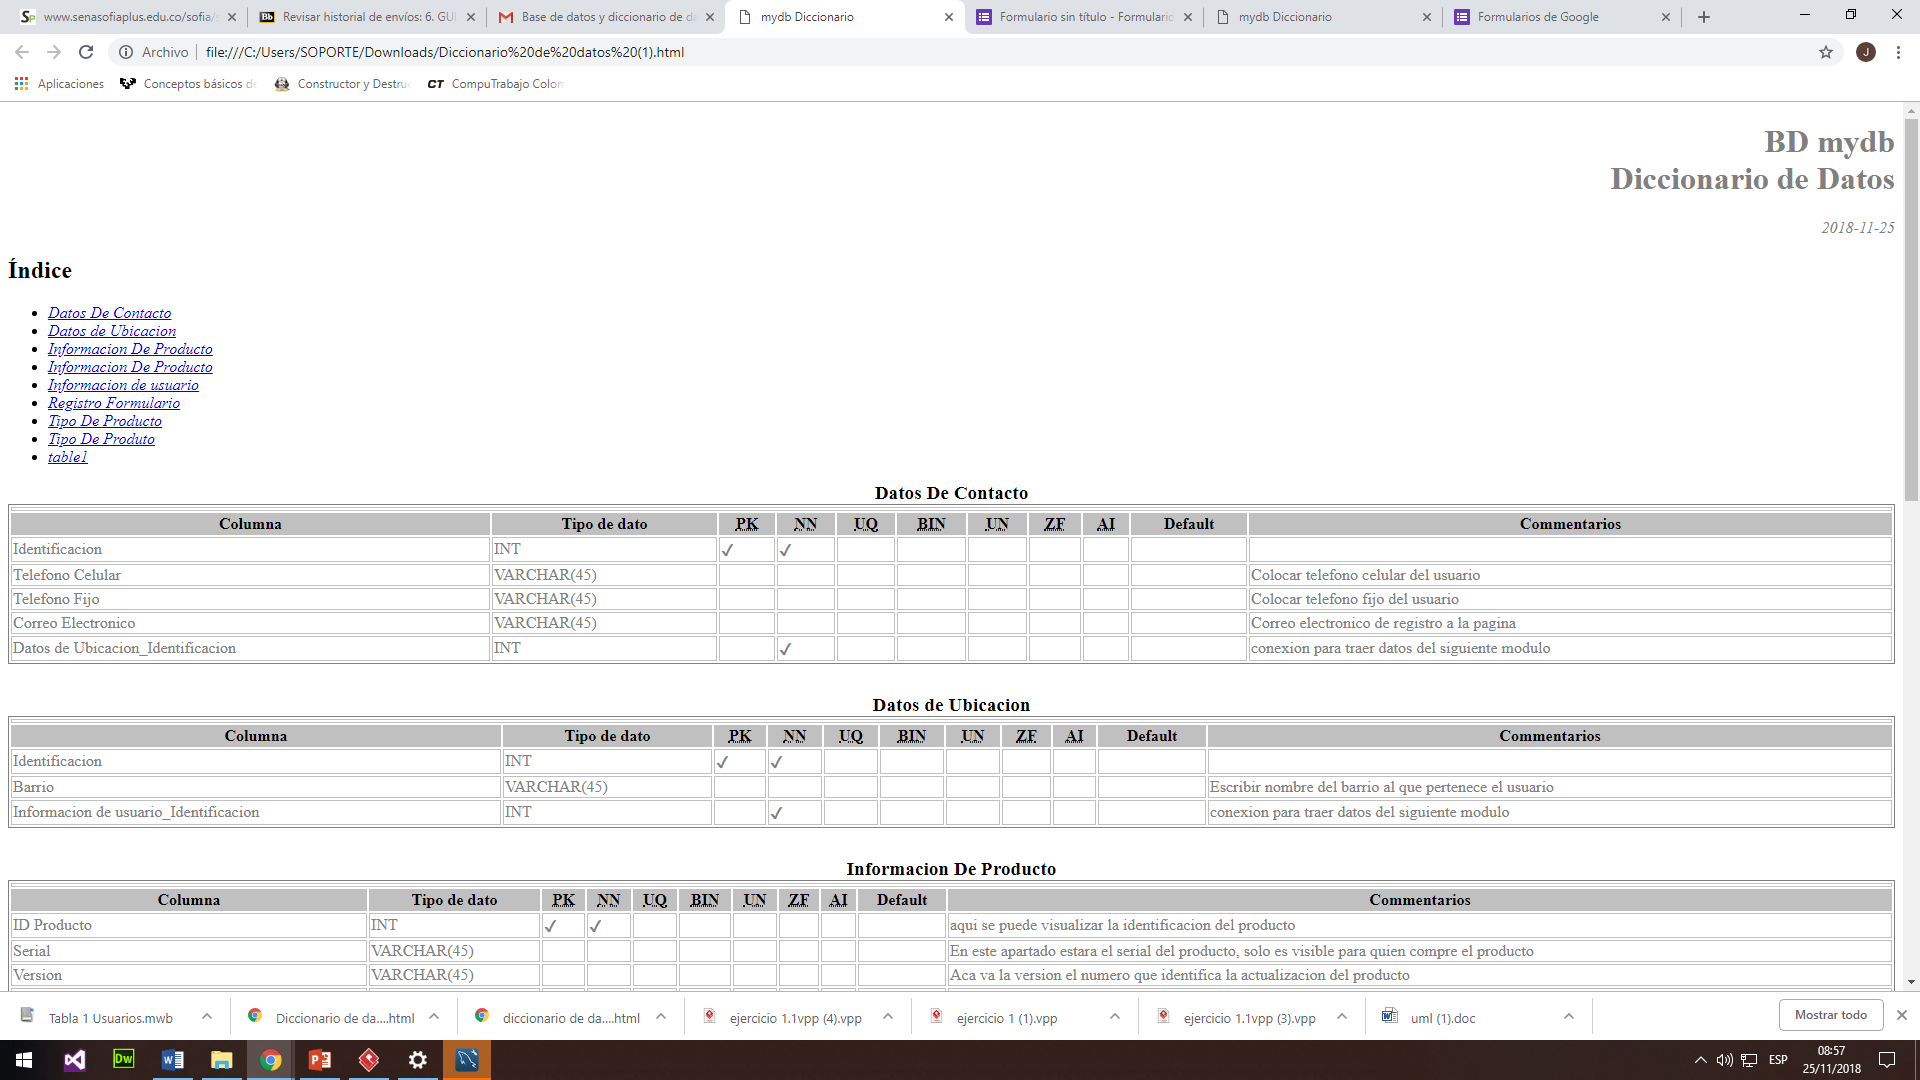 www.senasofiaplus.edu.co/sofia/
Revisar historial de envíos: 6. GUI
Base de datos y diccionario de da
mydb Diccionario
Formulario sin título - Formulario
mydb Diccionario
Formularios de Google
Archivo
file:///C:/Users/SOPORTE/Downloads/Diccionario%20de%20datos%20(1).html
J
Aplicaciones
Conceptos básicos de
Constructor y Destru
CompuTrabajo Colom
BD mydb
Diccionario de Datos
2018-11-25
Índice
Datos De Contacto
Datos de Ubicacion
Informacion De Producto
Informacion De Producto
Informacion de usuario
Registro Formulario
Tipo De Producto
Tipo De Produto
table1
Datos De Contacto
Columna Tipo de dato PK NN UQ BIN UN ZF AI Default Commentarios
Identificacion INT ✓ ✓
Telefono Celular VARCHAR(45) Colocar telefono celular del usuario
Telefono Fijo VARCHAR(45) Colocar telefono fijo del usuario
Correo Electronico VARCHAR(45) Correo electronico de registro a la pagina
Datos de Ubicacion_Identificacion INT ✓ conexion para traer datos del siguiente modulo
Datos de Ubicacion
Columna Tipo de dato PK NN UQ BIN UN ZF AI Default Commentarios
Identificacion INT ✓ ✓
Barrio VARCHAR(45) Escribir nombre del barrio al que pertenece el usuario
Informacion de usuario_Identificacion INT ✓ conexion para traer datos del siguiente modulo
Informacion De Producto
Columna Tipo de dato PK NN UQ BIN UN ZF AI Default Commentarios
ID Producto INT ✓ ✓ aqui se puede visualizar la identificacion del producto
Serial VARCHAR(45) En este apartado estara el serial del producto, solo es visible para quien compre el producto
Version VARCHAR(45) Aca va la version el numero que identifica la actualizacion del producto
Tabla 1 Usuarios.mwb
Diccionario de da....html
diccionario de da....html
ejercicio 1.1vpp (4).vpp
ejercicio 1 (1).vpp
ejercicio 1.1vpp (3).vpp
uml (1).doc
Mostrar todo
ESP
08:57
25/11/2018